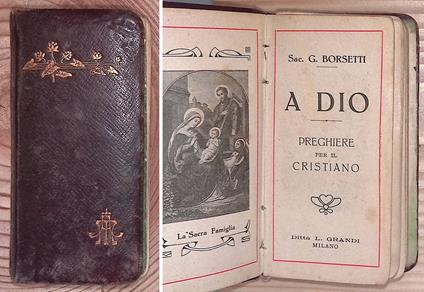 La Sacra Famiglia
Sac. G. BORSETTI
A DIO
PREGHIERE
PER IL
CRISTIANO
Ditta L. GRANDI
MILANO